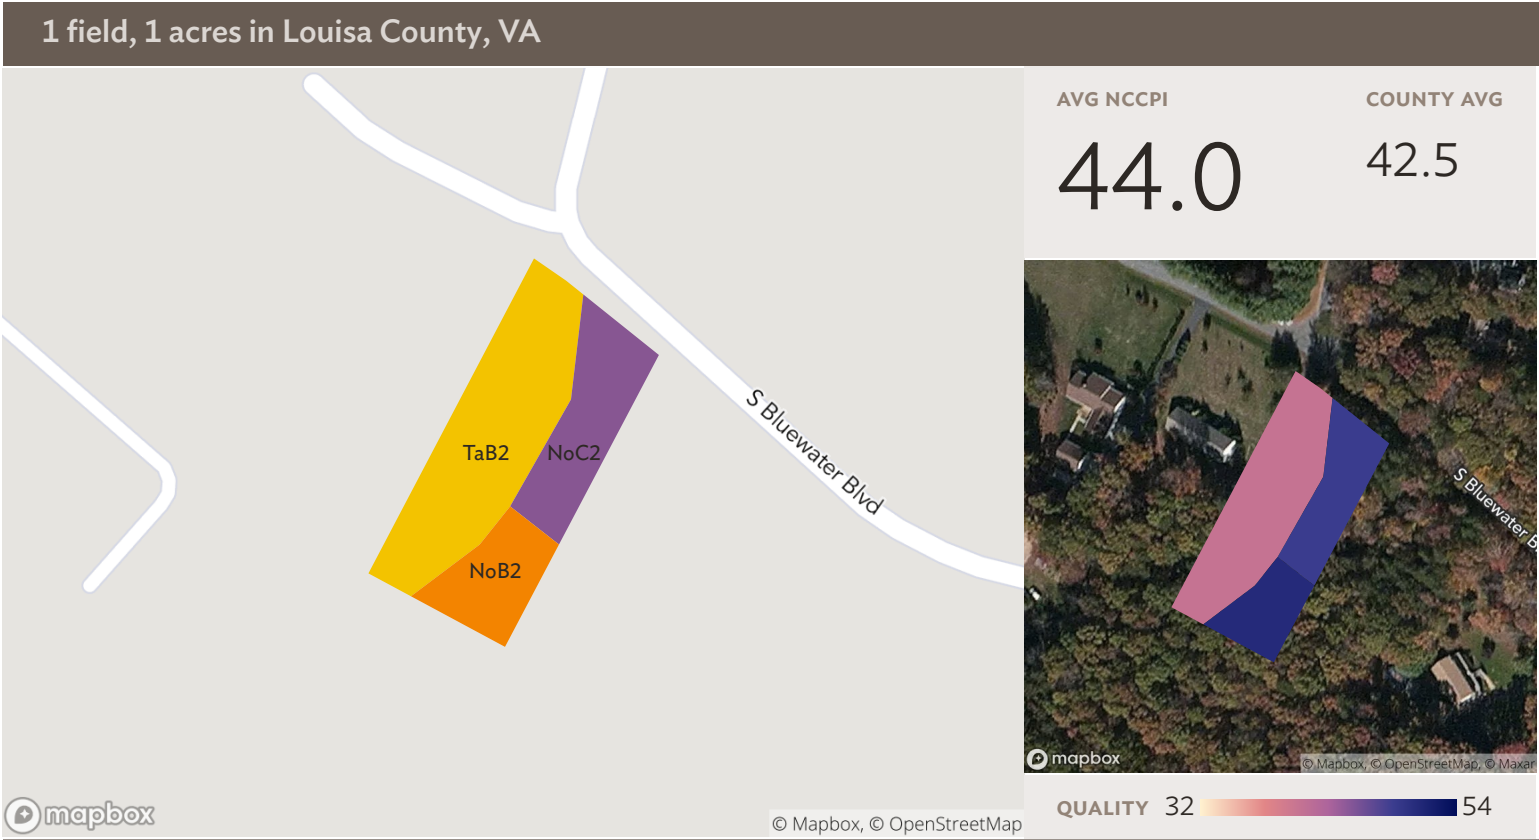 1 field, 1 acres in Louisa County, VA
AVG NCCPI
COUNTY AVG
44.0
42.5
TaB2
NoC2
NoB2
S Bluewater Blvd
S Bluewater B
mapbox
© Mapbox, © OpenStreetMap, © Maxar
QUALITY 32 54
mapbox
© Mapbox, © OpenStreetMap